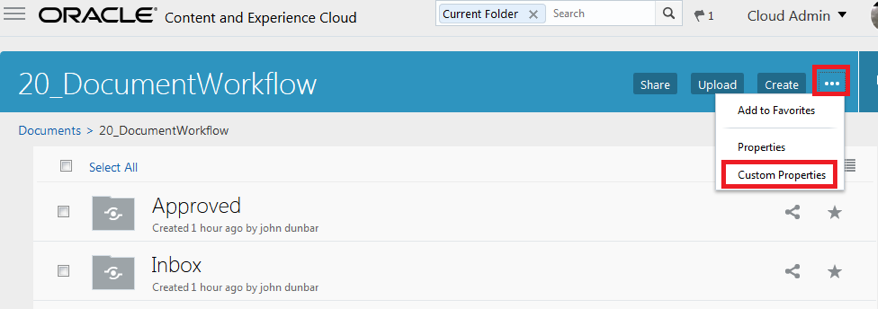 ORACLE® Content and Experience Cloud
Current Folder Search
1
Cloud Admin
20_DocumentWorkflow
Share Upload Create
Add to Favorites
Properties
Custom Properties
Documents > 20_DocumentWorkflow
Select All
Approved
Created 1 hour ago by john dunbar
Inbox
Created 1 hour ago by john dunbar